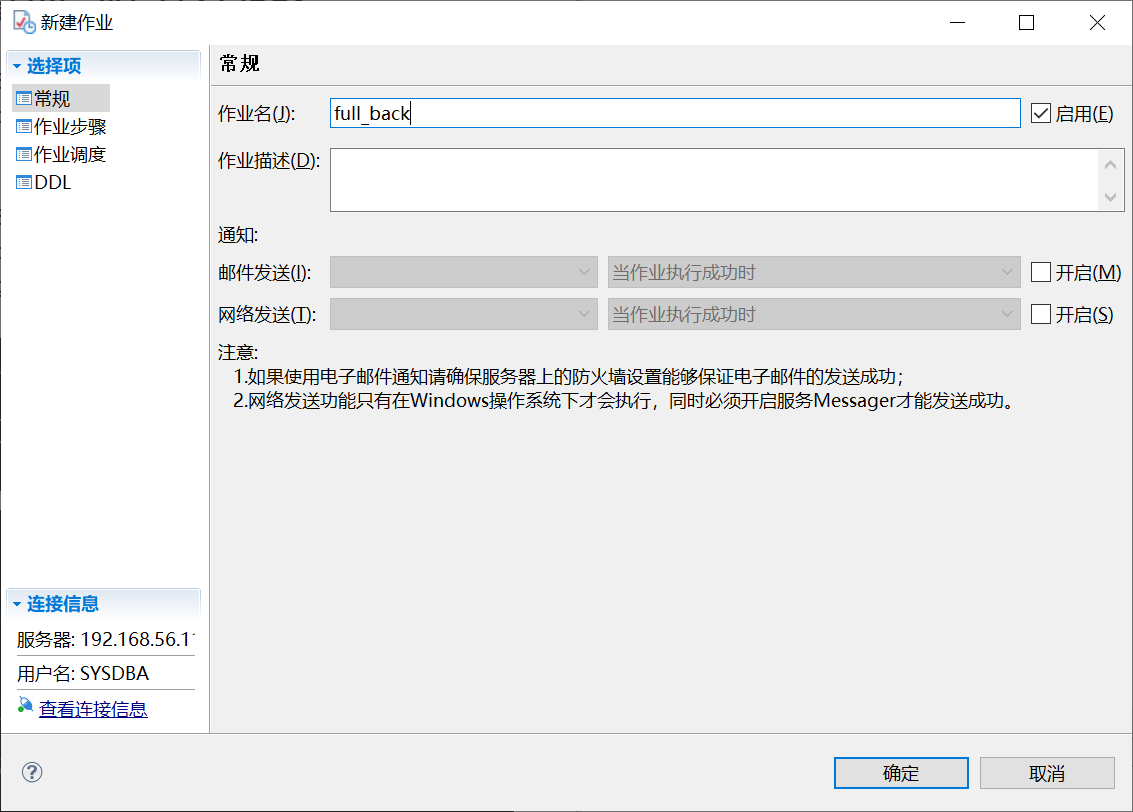 新建作业
选择项
常规
作业步骤
作业调度
DDL
连接信息
服务器: 192.168.56.1
用户名: SYSDBA
查看连接信息
常规
作业名(J): full_back 启用(E)
作业描述(D):
通知:
邮件发送(I): 当作业执行成功时 开启(M)
网络发送(T): 当作业执行成功时 开启(S)
注意:
1.如果使用电子邮件通知请确保服务器上的防火墙设置能够保证电子邮件的发送成功;
2.网络发送功能只有在Windows操作系统下才会执行，同时必须开启服务Messager才能发送成功。
确定 取消